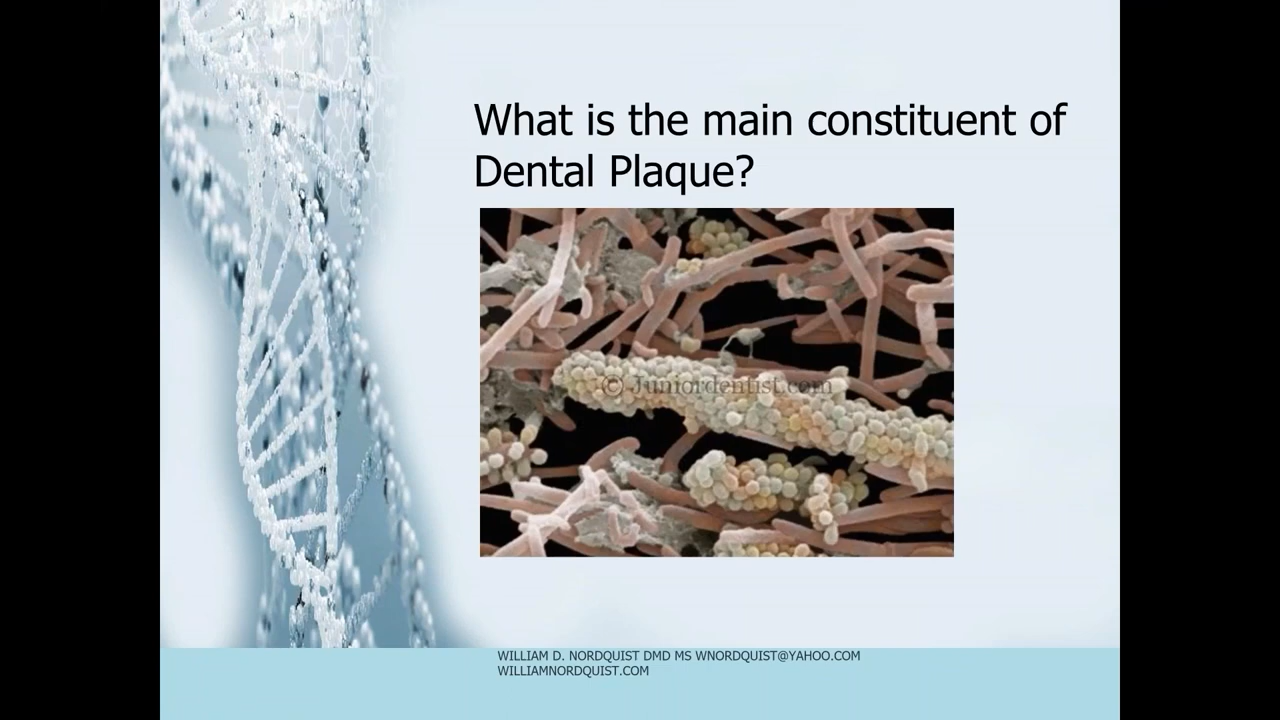 What is the main constituent of
Dental Plaque?
© Juniordentist.com
WILLIAM D. NORDQUIST DMD MS WNORDQUIST@YAHOO.COM
WILLIAMNORDQUIST.COM